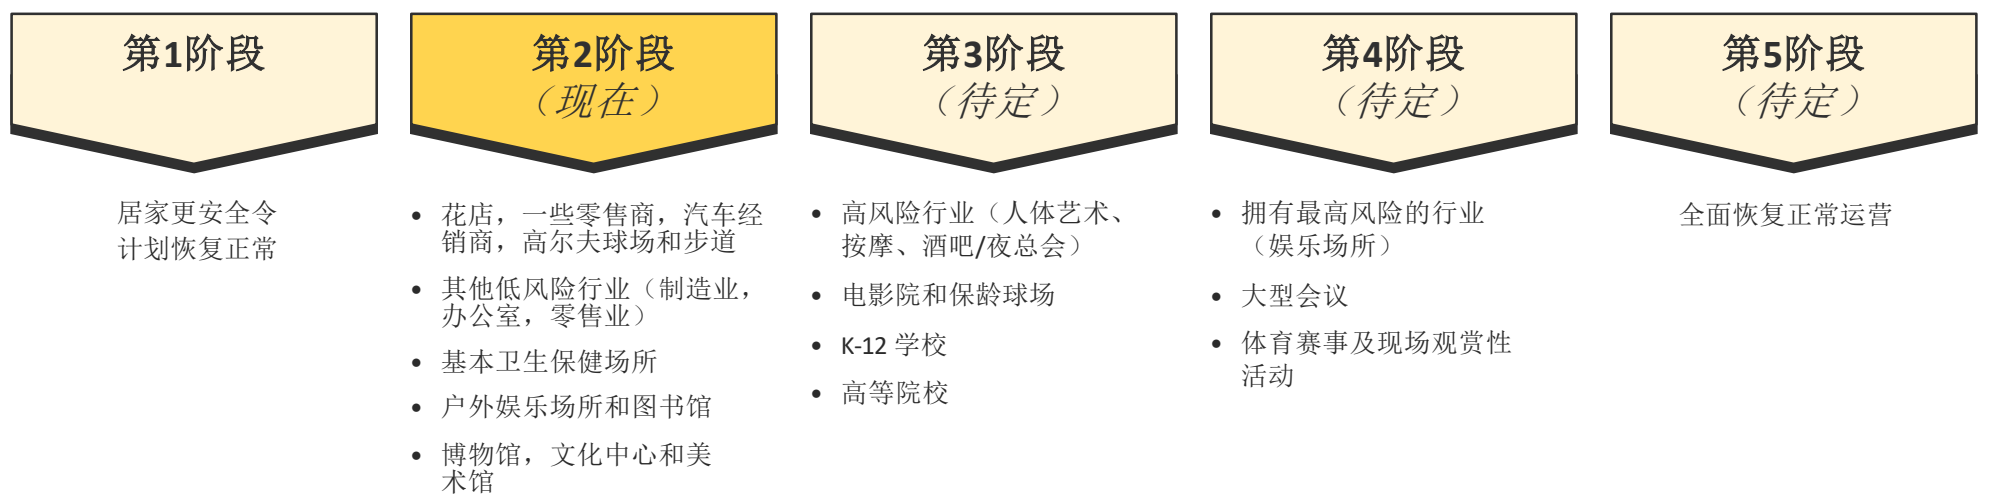 第1阶段
居家更安全令
计划恢复正常
第2阶段
（现在）
• 花店，一些零售商，汽车经
销商，高尔夫球场和步道
• 其他低风险行业（制造业，
办公室，零售业）
• 基本卫生保健场所
• 户外娱乐场所和图书馆
• 博物馆，文化中心和美
术馆
第3阶段
（待定）
• 高风险行业（人体艺术、
按摩、酒吧/夜总会）
• 电影院和保龄球场
• K-12 学校
• 高等院校
第4阶段
（待定）
• 拥有最高风险的行业
（娱乐场所）
• 大型会议
• 体育赛事及现场观赏性
活动
第5阶段
（待定）
全面恢复正常运营